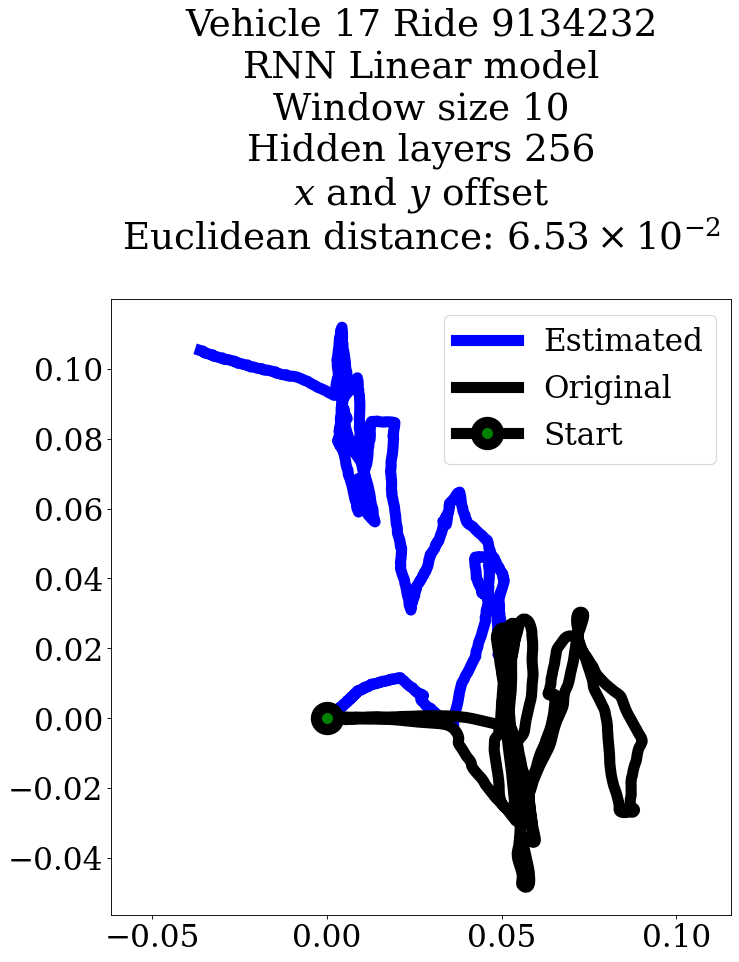 Vehicle 17 Ride 9134232
RNN Linear model
Window size 10
Hidden layers 256
x and y offset
Euclidean distance: 6.53 × 10⁻²
Estimated
Original
Start
0.10
0.08
0.06
0.04
0.02
0.00
−0.02
−0.04
−0.05 0.00 0.05 0.10